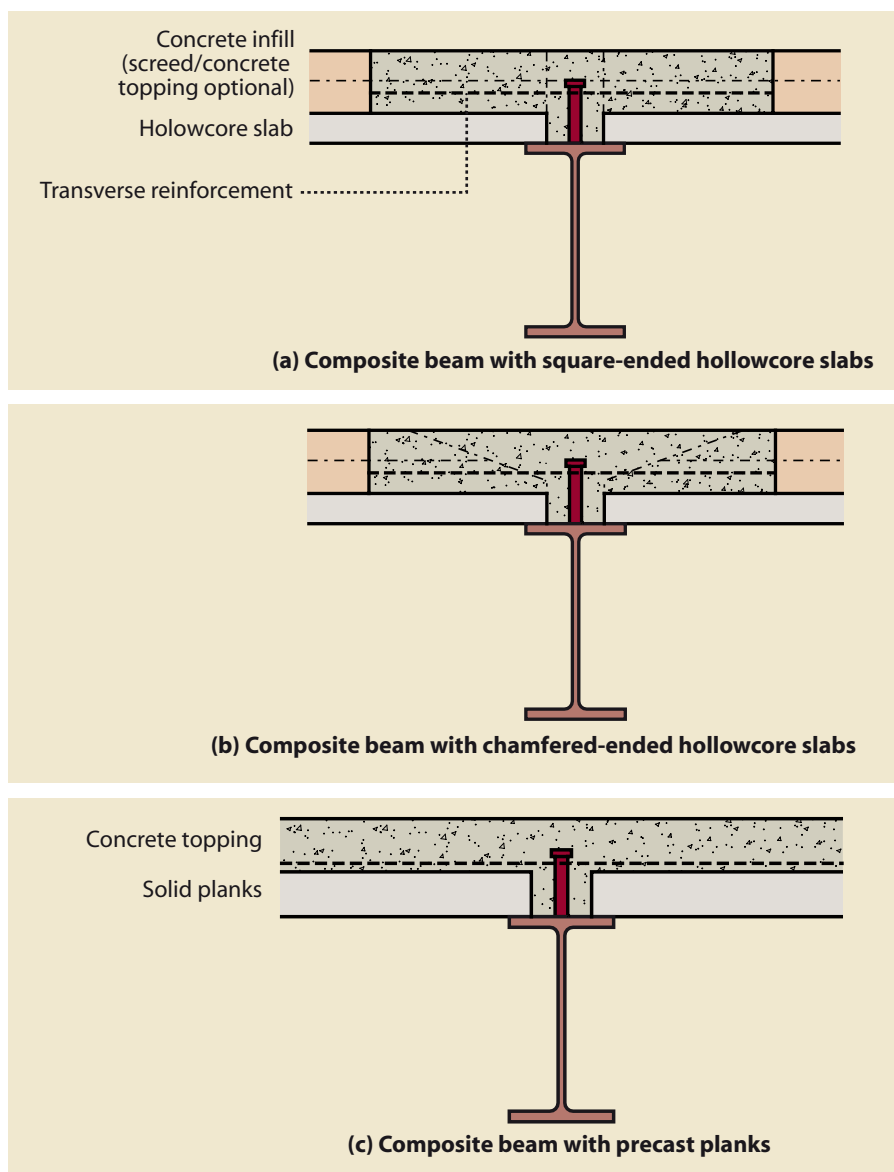 Concrete infill
(screed/concrete
topping optional)
Holowcore slab
Transverse reinforcement
(a) Composite beam with square-ended hollowcore slabs
(b) Composite beam with chamfered-ended hollowcore slabs
Concrete topping
Solid planks
(c) Composite beam with precast planks